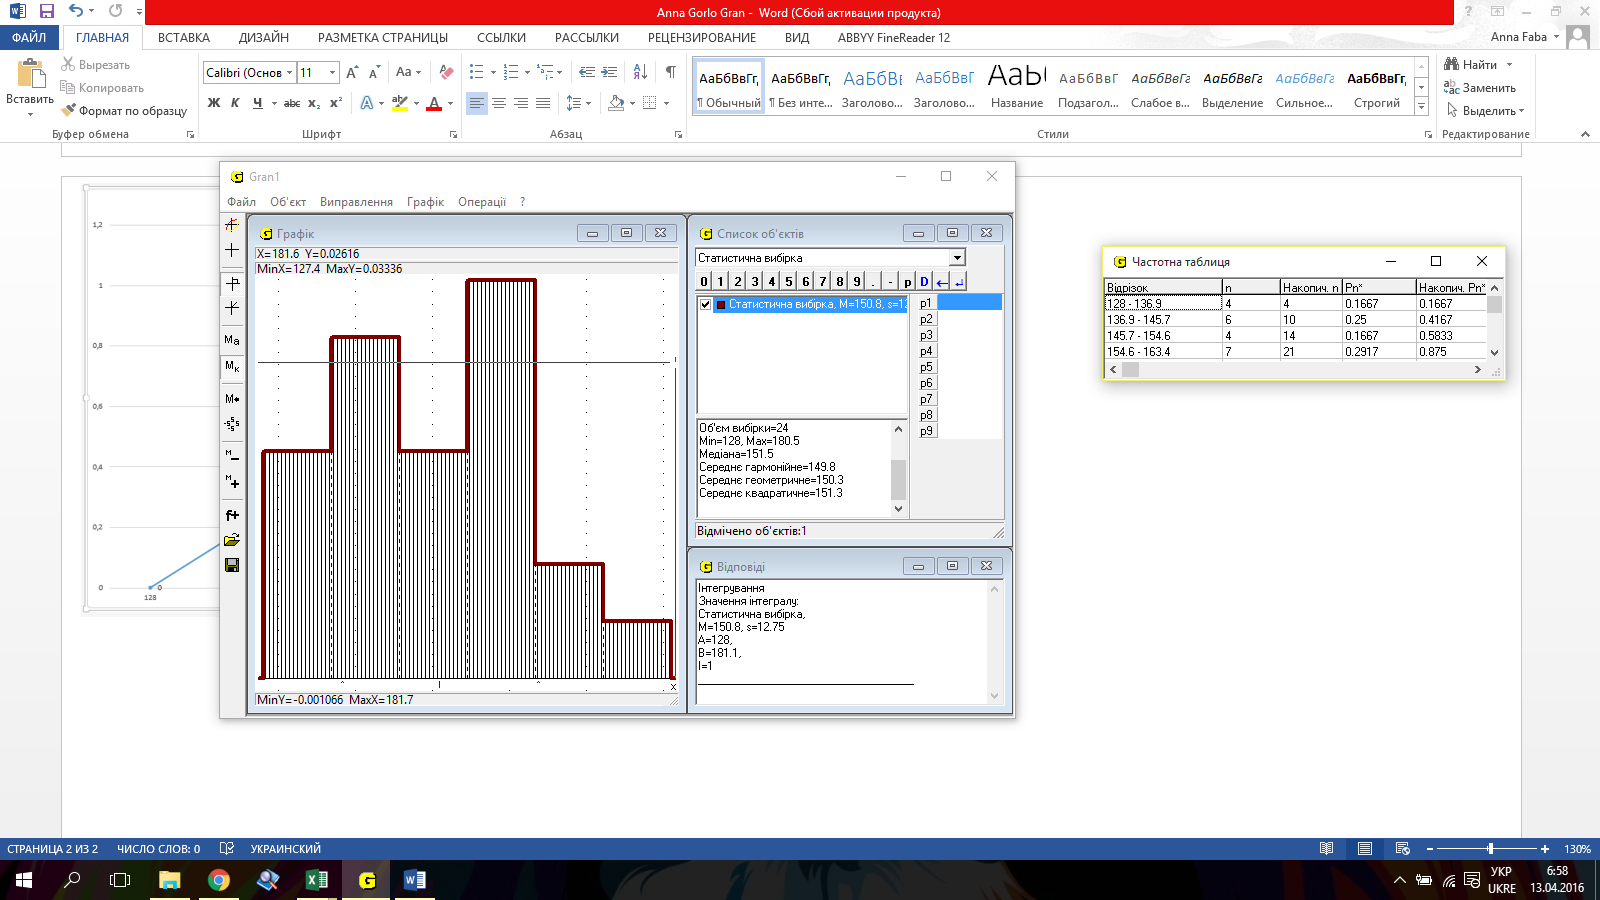 Anna Gorlo Gran - Word (Сбой активации продукта)
ФАЙЛ ГЛАВНАЯ ВСТАВКА ДИЗАЙН РАЗМЕТКА СТРАНИЦЫ ССЫЛКИ РАССЫЛКИ РЕЦЕНЗИРОВАНИЕ ВИД ABBYY FineReader 12 Anna Faba
Вставить
Вырезать
Копировать
Формат по образцу
Буфер обмена
Calibri (Основ 11
Шрифт
Абзац
АаБбВвГг, АаБбВвГг, АаБбВı АаБбВвГ АаЬ АаБбВвГ АаБбВвГг АаБбВвГг АаБбВвГг АаБбВвГг,
¶ Обычный ¶ Без инте... Заголово... Заголово... Название Подзагол... Слабое в... Выделение Сильное... Строгий
Стили
Найти
Заменить
Выделить
Редактирование
1,2
1
0,8
0,6
0,4
0,2
0
0
128
Gran1
Файл Об'єкт Виправлення Графік Операції ?
Графік
X=181.6 Y=0.02616
MinX=127.4 MaxY=0.03336
x
MinY=-0.001066 MaxX=181.7
Список об'єктів
Статистична вибірка
0 1 2 3 4 5 6 7 8 9 . - p D
Статистична вибірка, M=150.8, s=12
p1
p2
p3
p4
p5
p6
p7
p8
p9
Об'єм вибірки=24
Min=128, Max=180.5
Медіана=151.5
Середнє гармонійне=149.8
Середнє геометричне=150.3
Середнє квадратичне=151.3
Відмічено об'єктів:1
Відповіді
Інтегрування
Значення інтегралу:
Статистична вибірка,
M=150.8, s=12.75
A=128,
B=181.1,
I=1
Частотна таблиця
Відрізок n Накопич. n Pn* Накопич. Pn*
128 - 136.9 4 4 0.1667 0.1667
136.9 - 145.7 6 10 0.25 0.4167
145.7 - 154.6 4 14 0.1667 0.5833
154.6 - 163.4 7 21 0.2917 0.875
СТРАНИЦА 2 ИЗ 2 ЧИСЛО СЛОВ: 0 УКРАИНСКИЙ 130%
УКР
UKRE
6:58
13.04.2016